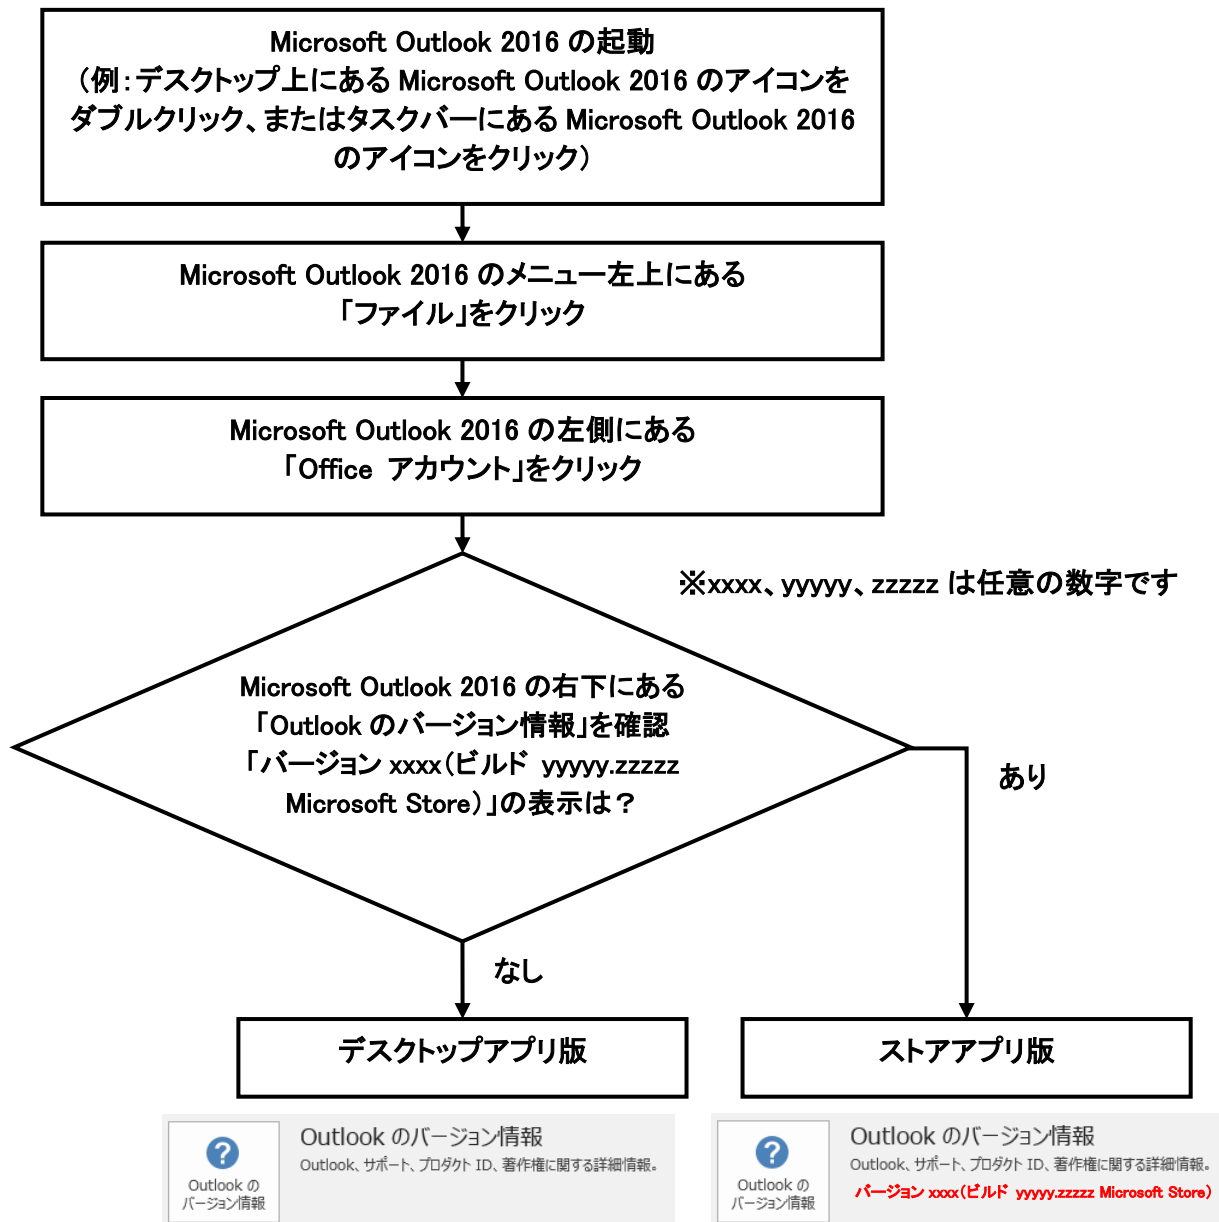 Microsoft Outlook 2016 の起動
（例：デスクトップ上にある Microsoft Outlook 2016 のアイコンを
ダブルクリック、またはタスクバーにある Microsoft Outlook 2016
のアイコンをクリック）
Microsoft Outlook 2016 のメニュー左上にある
「ファイル」をクリック
Microsoft Outlook 2016 の左側にある
「Office アカウント」をクリック
※xxxx、yyyyy、zzzzz は任意の数字です
Microsoft Outlook 2016 の右下にある
「Outlook のバージョン情報」を確認
「バージョン xxxx（ビルド yyyyy.zzzzz
Microsoft Store）」の表示は？
あり
なし
デスクトップアプリ版
ストアアプリ版
Outlook の
バージョン情報
Outlook のバージョン情報
Outlook、サポート、プロダクト ID、著作権に関する詳細情報。
Outlook の
バージョン情報
Outlook のバージョン情報
Outlook、サポート、プロダクト ID、著作権に関する詳細情報。
バージョン xxxx（ビルド yyyyy.zzzzz Microsoft Store）